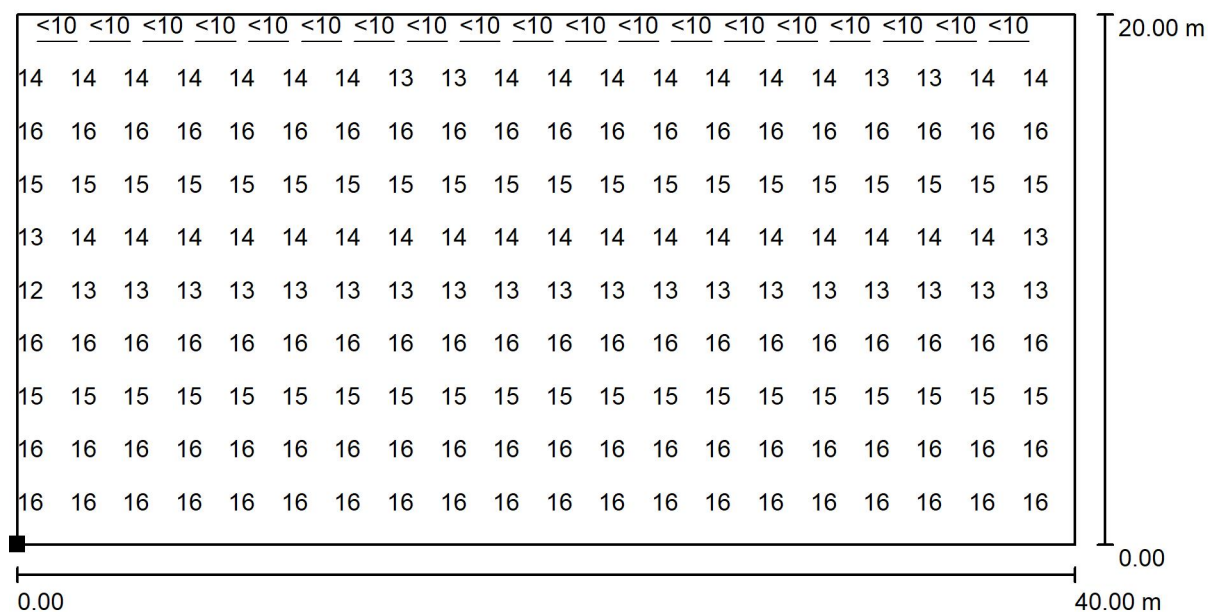 <10 <10 <10 <10 <10 <10 <10 <10 <10 <10 <10 <10 <10 <10 <10 <10 <10 <10 <10
20.00 m
14 14 14 14 14 14 14 13 13 14 14 14 14 14 14 14 13 13 14 14
16 16 16 16 16 16 16 16 16 16 16 16 16 16 16 16 16 16 16 16
15 15 15 15 15 15 15 15 15 15 15 15 15 15 15 15 15 15 15 15
13 14 14 14 14 14 14 14 14 14 14 14 14 14 14 14 14 14 14 13
12 13 13 13 13 13 13 13 13 13 13 13 13 13 13 13 13 13 13 13
16 16 16 16 16 16 16 16 16 16 16 16 16 16 16 16 16 16 16 16
15 15 15 15 15 15 15 15 15 15 15 15 15 15 15 15 15 15 15 15
16 16 16 16 16 16 16 16 16 16 16 16 16 16 16 16 16 16 16 16
16 16 16 16 16 16 16 16 16 16 16 16 16 16 16 16 16 16 16 16
0.00
0.00 40.00 m